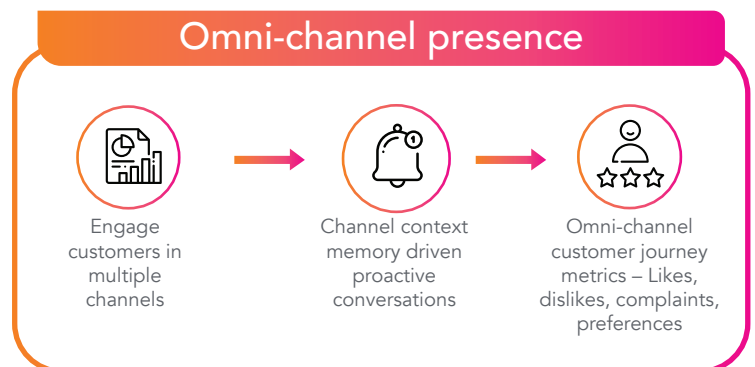 Omni-channel presence
1
Engage
customers in
multiple
channels
Channel context
memory driven
proactive
conversations
Omni-channel
customer journey
metrics – Likes,
dislikes, complaints,
preferences